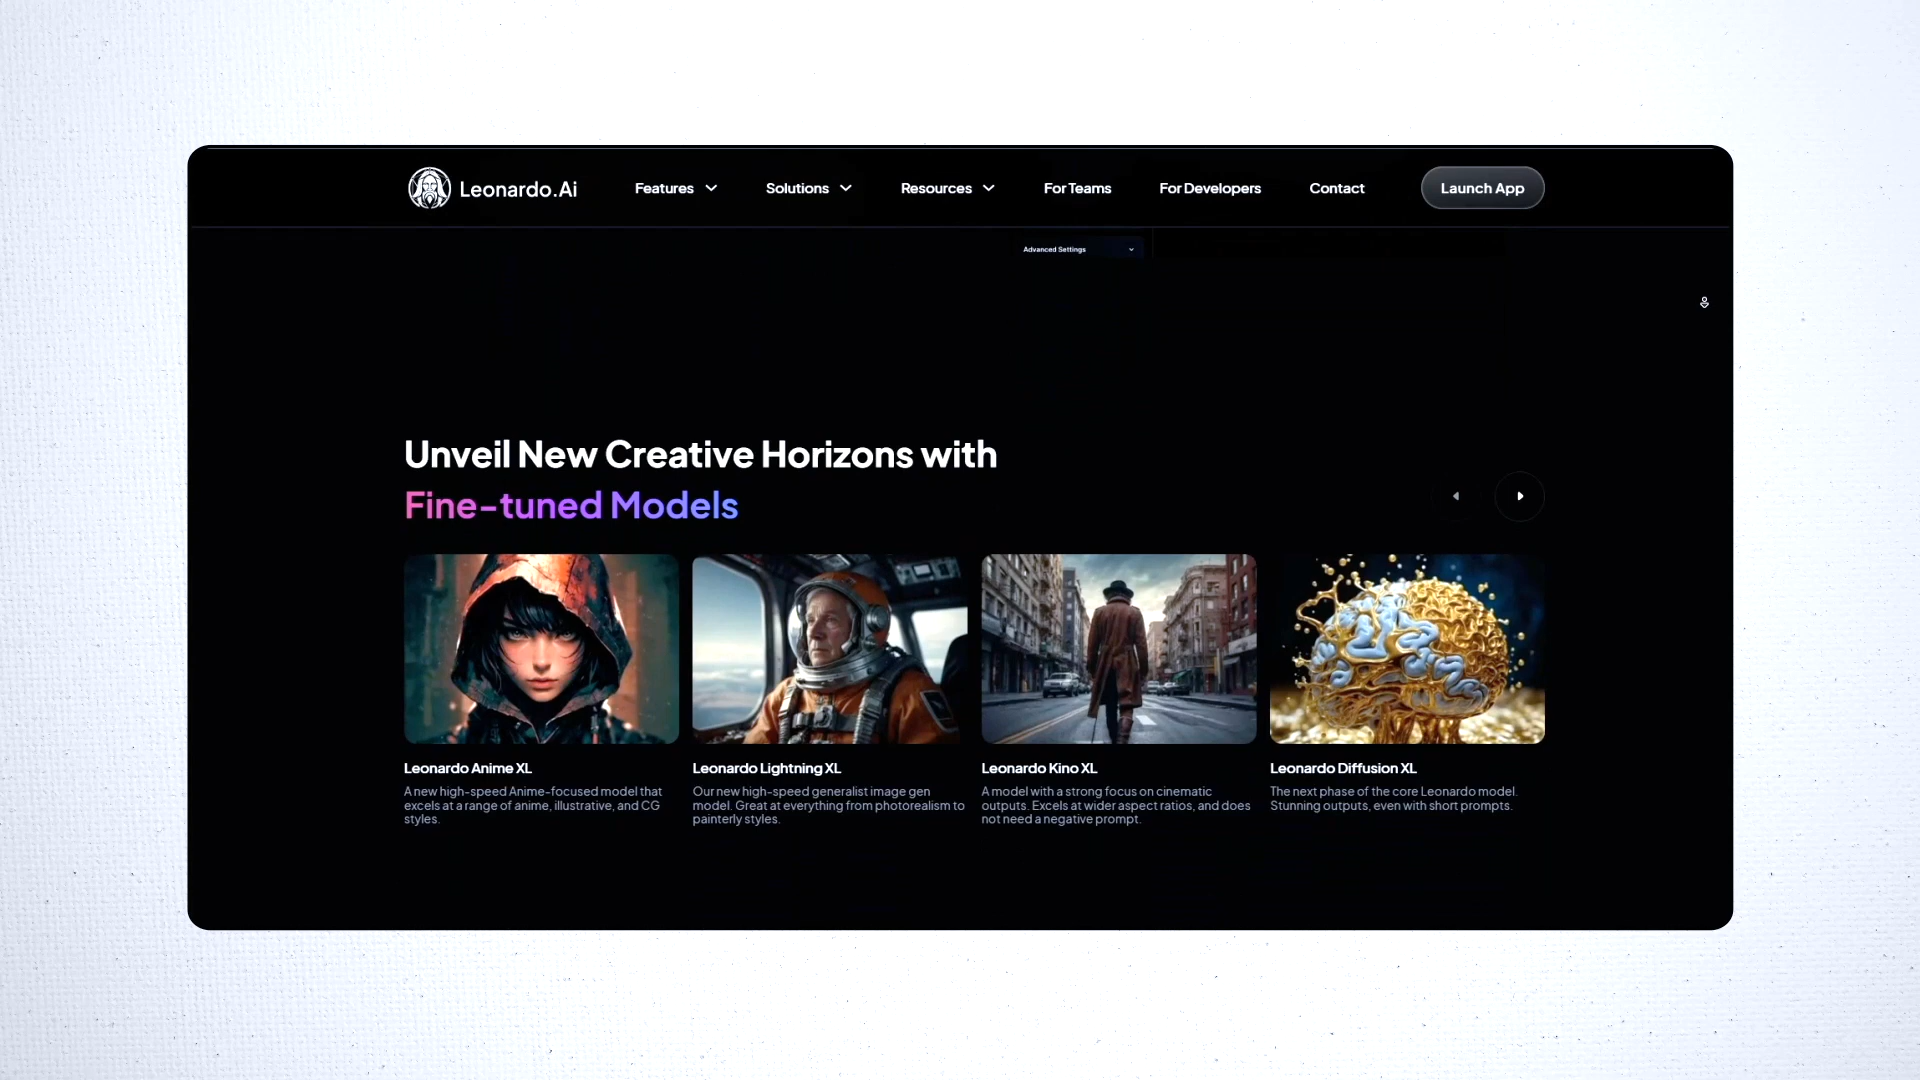 Leonardo.Ai
Features
Solutions
Resources
For Teams
For Developers
Contact
Launch App
Advanced Settings
Unveil New Creative Horizons with
Fine-tuned Models
Leonardo Anime XL
A new high-speed Anime-focused model that
excels at a range of anime, illustrative, and CG
styles.
Leonardo Lightning XL
Our new high-speed generalist image gen
model. Great at everything from photorealism to
painterly styles.
Leonardo Kino XL
A model with a strong focus on cinematic
outputs. Excels at wider aspect ratios, and does
not need a negative prompt.
Leonardo Diffusion XL
The next phase of the core Leonardo model.
Stunning outputs, even with short prompts.